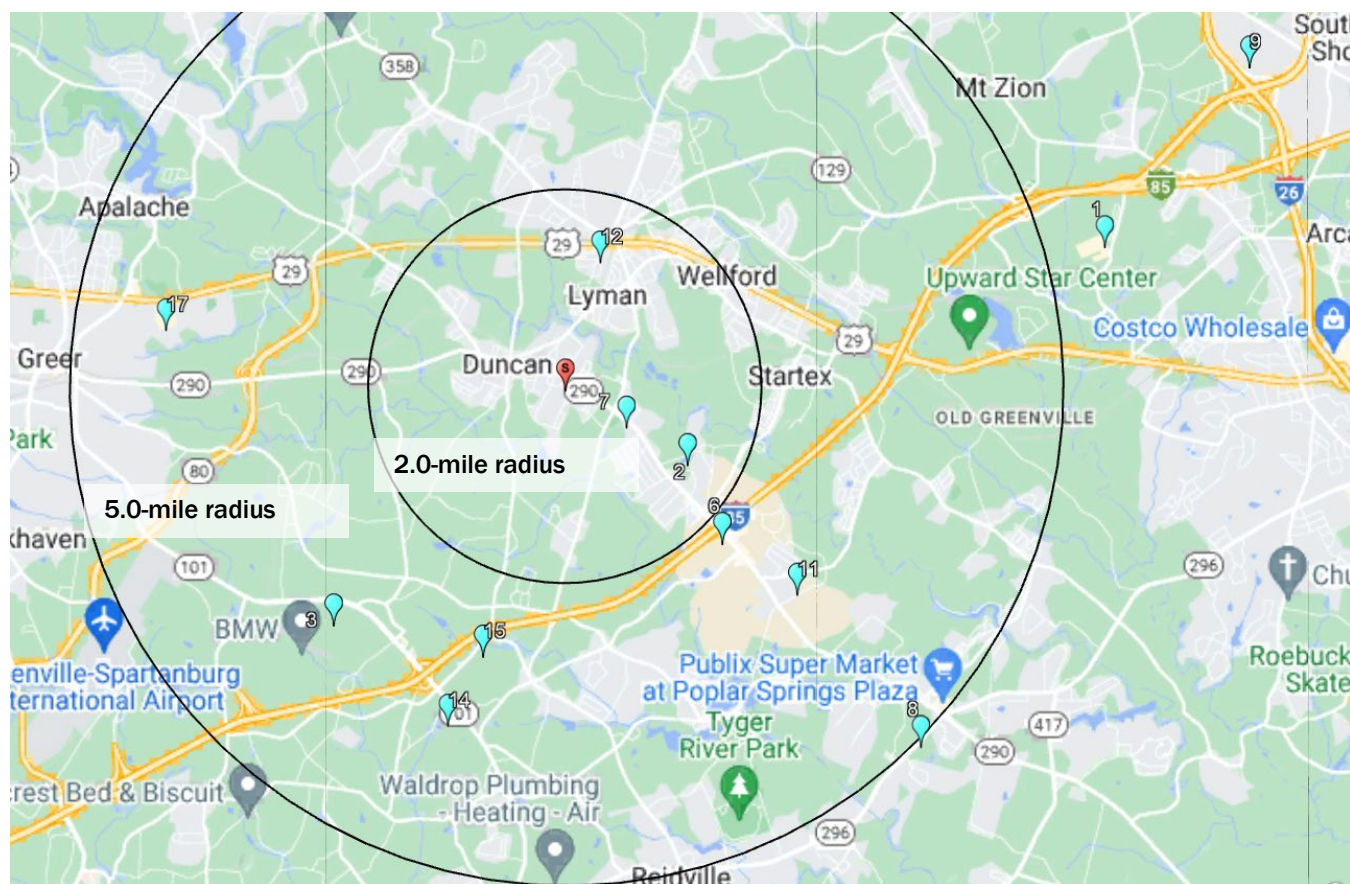 South
Sho
9
358
Mt Zion
129
85
26
Apalache
1
Arca
29
12
29
Wellford
Upward Star Center
Lyman
17
Costco Wholesale
29
Greer
Duncan
S
290
290
290
Startex
7
OLD GREENVILLE
Park
2.0-mile radius
80
2
5.0-mile radius
6
85
khaven
101
296
11
Chu
BMW
3
15
enville-Spartanburg
ternational Airport
Publix Super Market
at Poplar Springs Plaza
Roebuck
Skate
14
101
8
Tyger
River Park
417
290
crest Bed & Biscuit
Waldrop Plumbing
- Heating - Air
296
Reidville